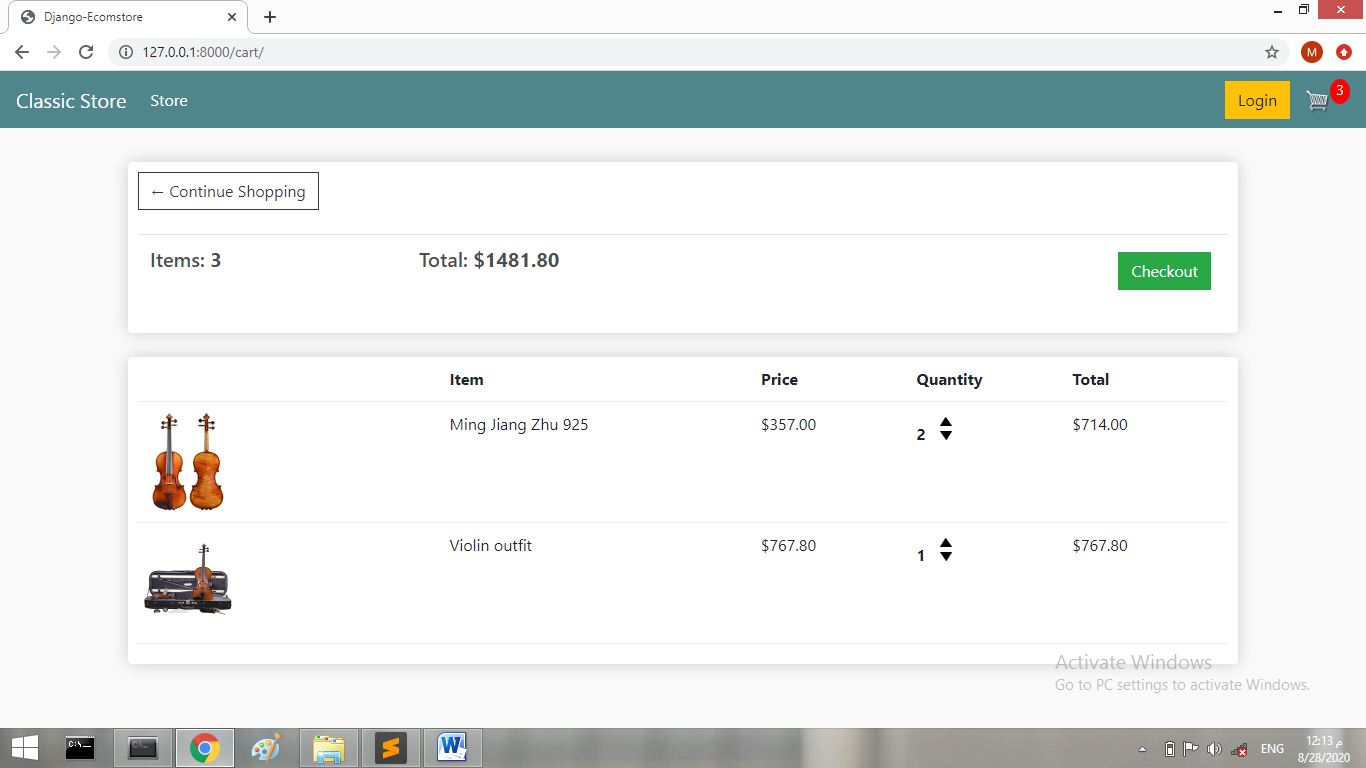 Django-Ecomstore
127.0.0.1:8000/cart/
M
Classic Store Store Login 3
← Continue Shopping
Items: 3 Total: $1481.80 Checkout
Item Price Quantity Total
Ming Jiang Zhu 925 $357.00 2 $714.00
Violin outfit $767.80 1 $767.80
Activate Windows
Go to PC settings to activate Windows.
ENG
12:13 م
8/28/2020